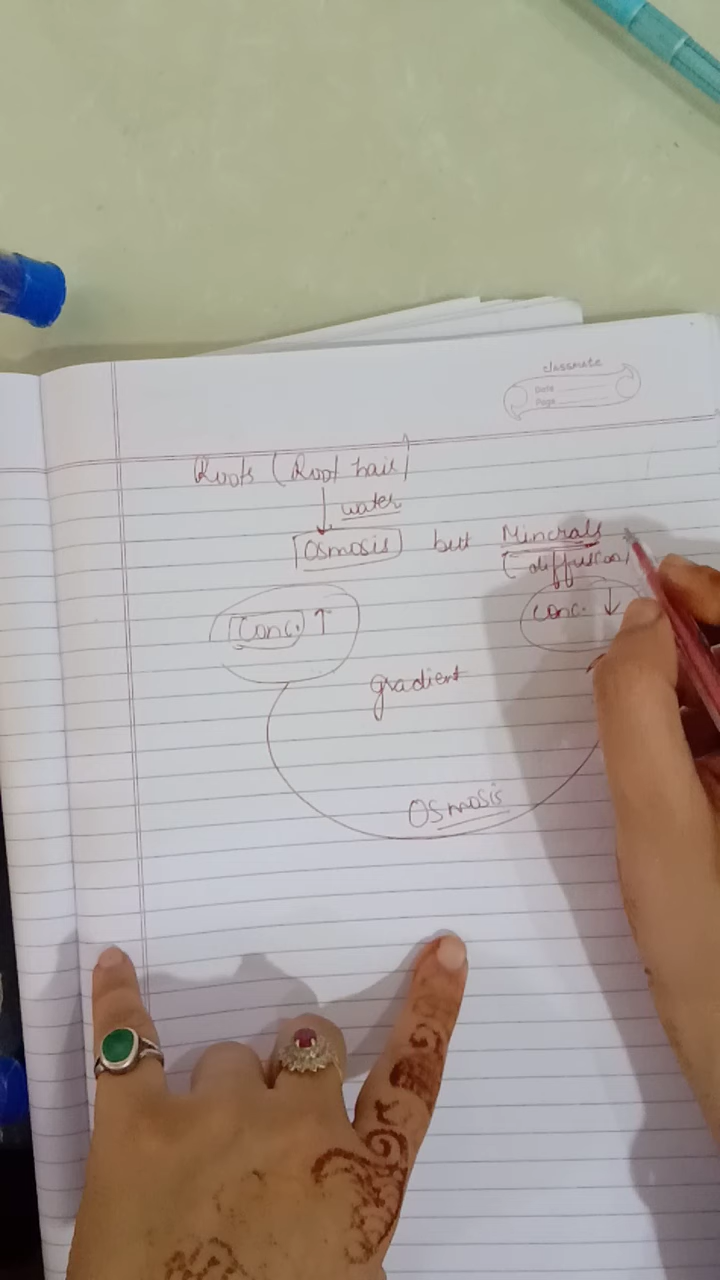 classmate
Date
Page
Roots (Root hair)
water
Osmosis but Minerals
(diffusion)
Conc. ↑ conc. ↓
gradient
Osmosis